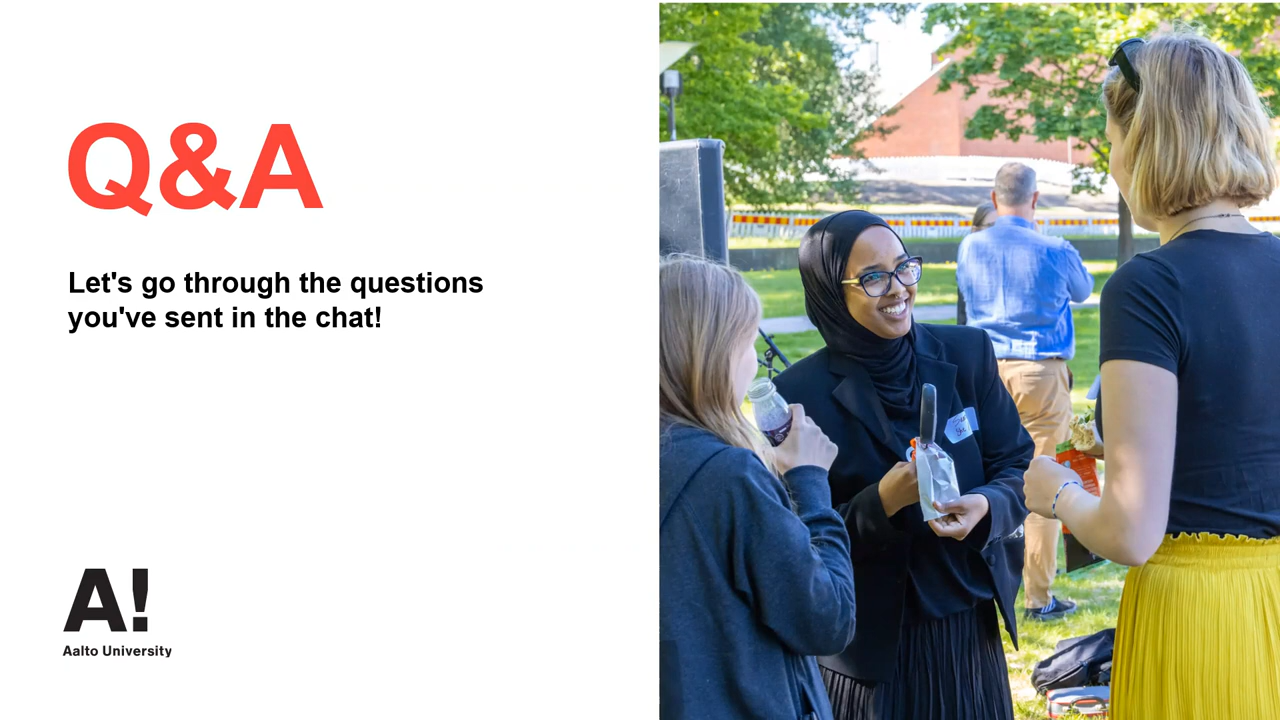 Q&A
Let's go through the questions
you've sent in the chat!
A!
Aalto University